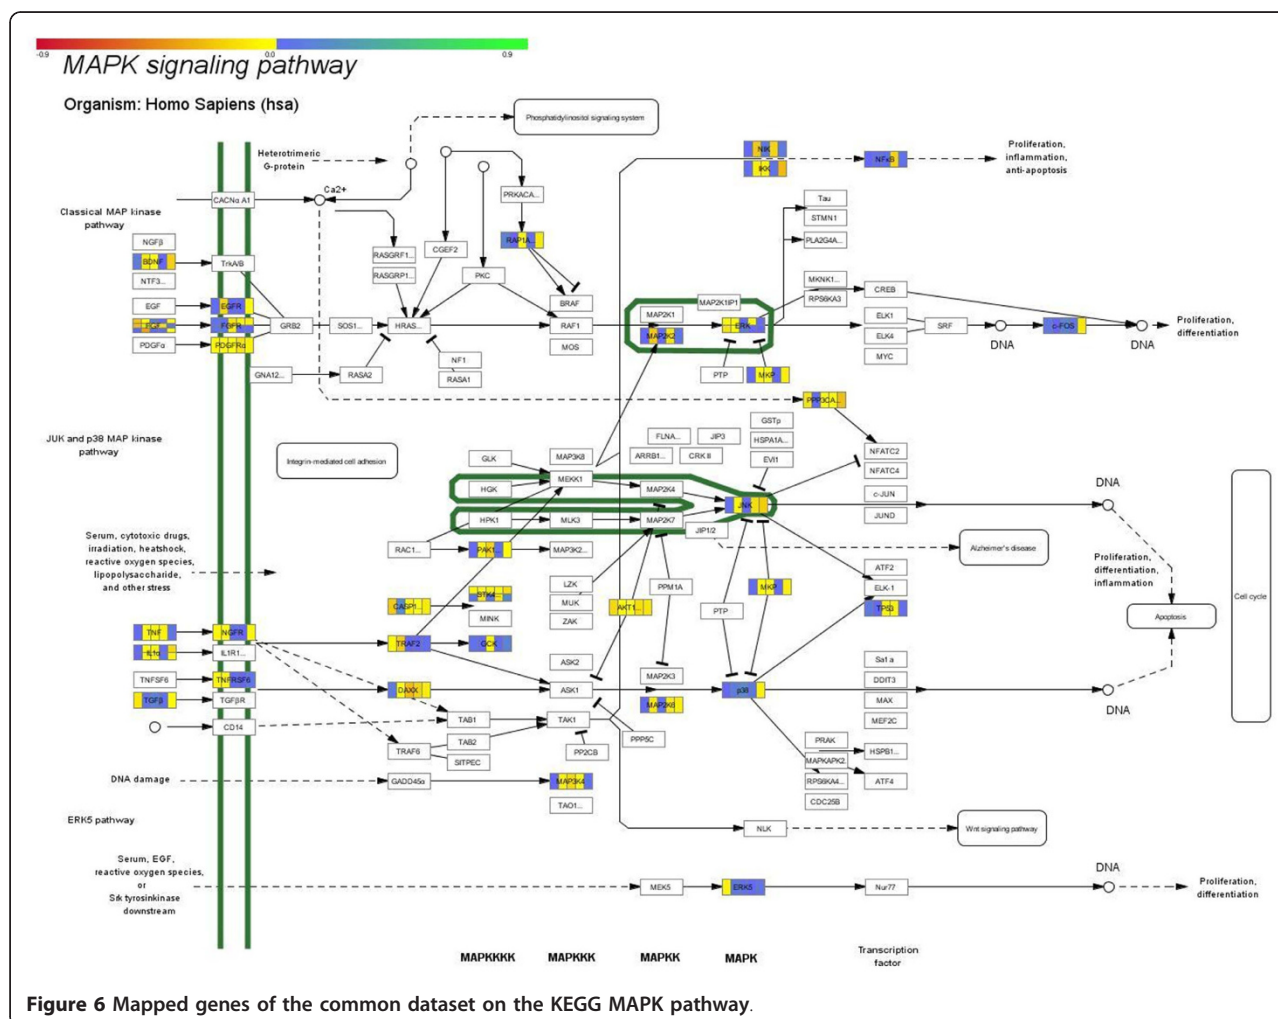 -0.9
0.0
0.9
MAPK signaling pathway
Organism: Homo Sapiens (hsa)
Phosphatidylinositol signaling system
Heterotrimeric
G-protein
Ca2+
CACNα A1
Classical MAP kinase
pathway
NGFβ
BDNF
NTF3...
TrkA/B
EGF
EGFR
FGF
FGFR
PDGFα
PDGFRα
GRB2
SOS1...
HRAS...
GNA12...
RASA2
RASGRF1...
RASGRP1...
CGEF2
PKC
PRKACA...
RAP1A...
BRAF
RAF1
MOS
NF1
RASA1
MAP2K1IP1
MAP2K1
MAP2K2
ERK
PTP
MKP
NIK
IKK
NFκB
Proliferation,
inflammation,
anti-apoptosis
Tau
STMN1
PLA2G4A...
MKNK1...
RPS6KA3
CREB
ELK1
ELK4
MYC
SRF
DNA
c-FOS
DNA
Proliferation,
differentiation
PPP3CA...
NFATC2
NFATC4
c-JUN
JUND
JUK and p38 MAP kinase
pathway
Integrin-mediated cell adhesion
GLK
HGK
HPK1
MAP3K8
MEKK1
MLK3
FLNA...
JIP3
ARRB1...
CRK II
GSTp
HSPA1A...
EVI1
MAP2K4
MAP2K7
JNK
JIP1/2
DNA
Alzheimer's disease
Proliferation,
differentiation,
inflammation
Apoptosis
Cell cycle
Serum, cytotoxic drugs,
irradiation, heatshock,
reactive oxygen species,
lipopolysaccharide,
and other stress
RAC1...
PAK1...
MAP3K2...
CASP1...
STK4...
MINK
LZK
MUK
ZAK
PPM1A
AKT1...
MKP
PTP
ATF2
ELK-1
TP53
TNF
NGFR
IL1α
IL1R1...
TNFSF6
TNFRSF6
TGFβ
TGFβR
CD14
TRAF2
GCK
DAXX
ASK2
ASK1
MAP2K3
MAP2K6
p38
Sa1 a
DDIT3
MAX
MEF2C
DNA
TAB1
TAB2
SITPEC
TRAF6
TAK1
PP2CB
PPP5C
PRAK
MAPKAPK2
RPS6KA4...
CDC25B
HSPB1...
ATF4
DNA damage
GADD45α
MAP3K4
TAO1...
ERK5 pathway
NLK
Wnt signaling pathway
Serum, EGF,
reactive oxygen species,
or
Srk tyrosinkinase
downstream
MEK5
ERK5
Nur77
DNA
Proliferation,
differentiation
MAPKKKK
MAPKKK
MAPKK
MAPK
Transcription
factor
Figure 6 Mapped genes of the common dataset on the KEGG MAPK pathway.